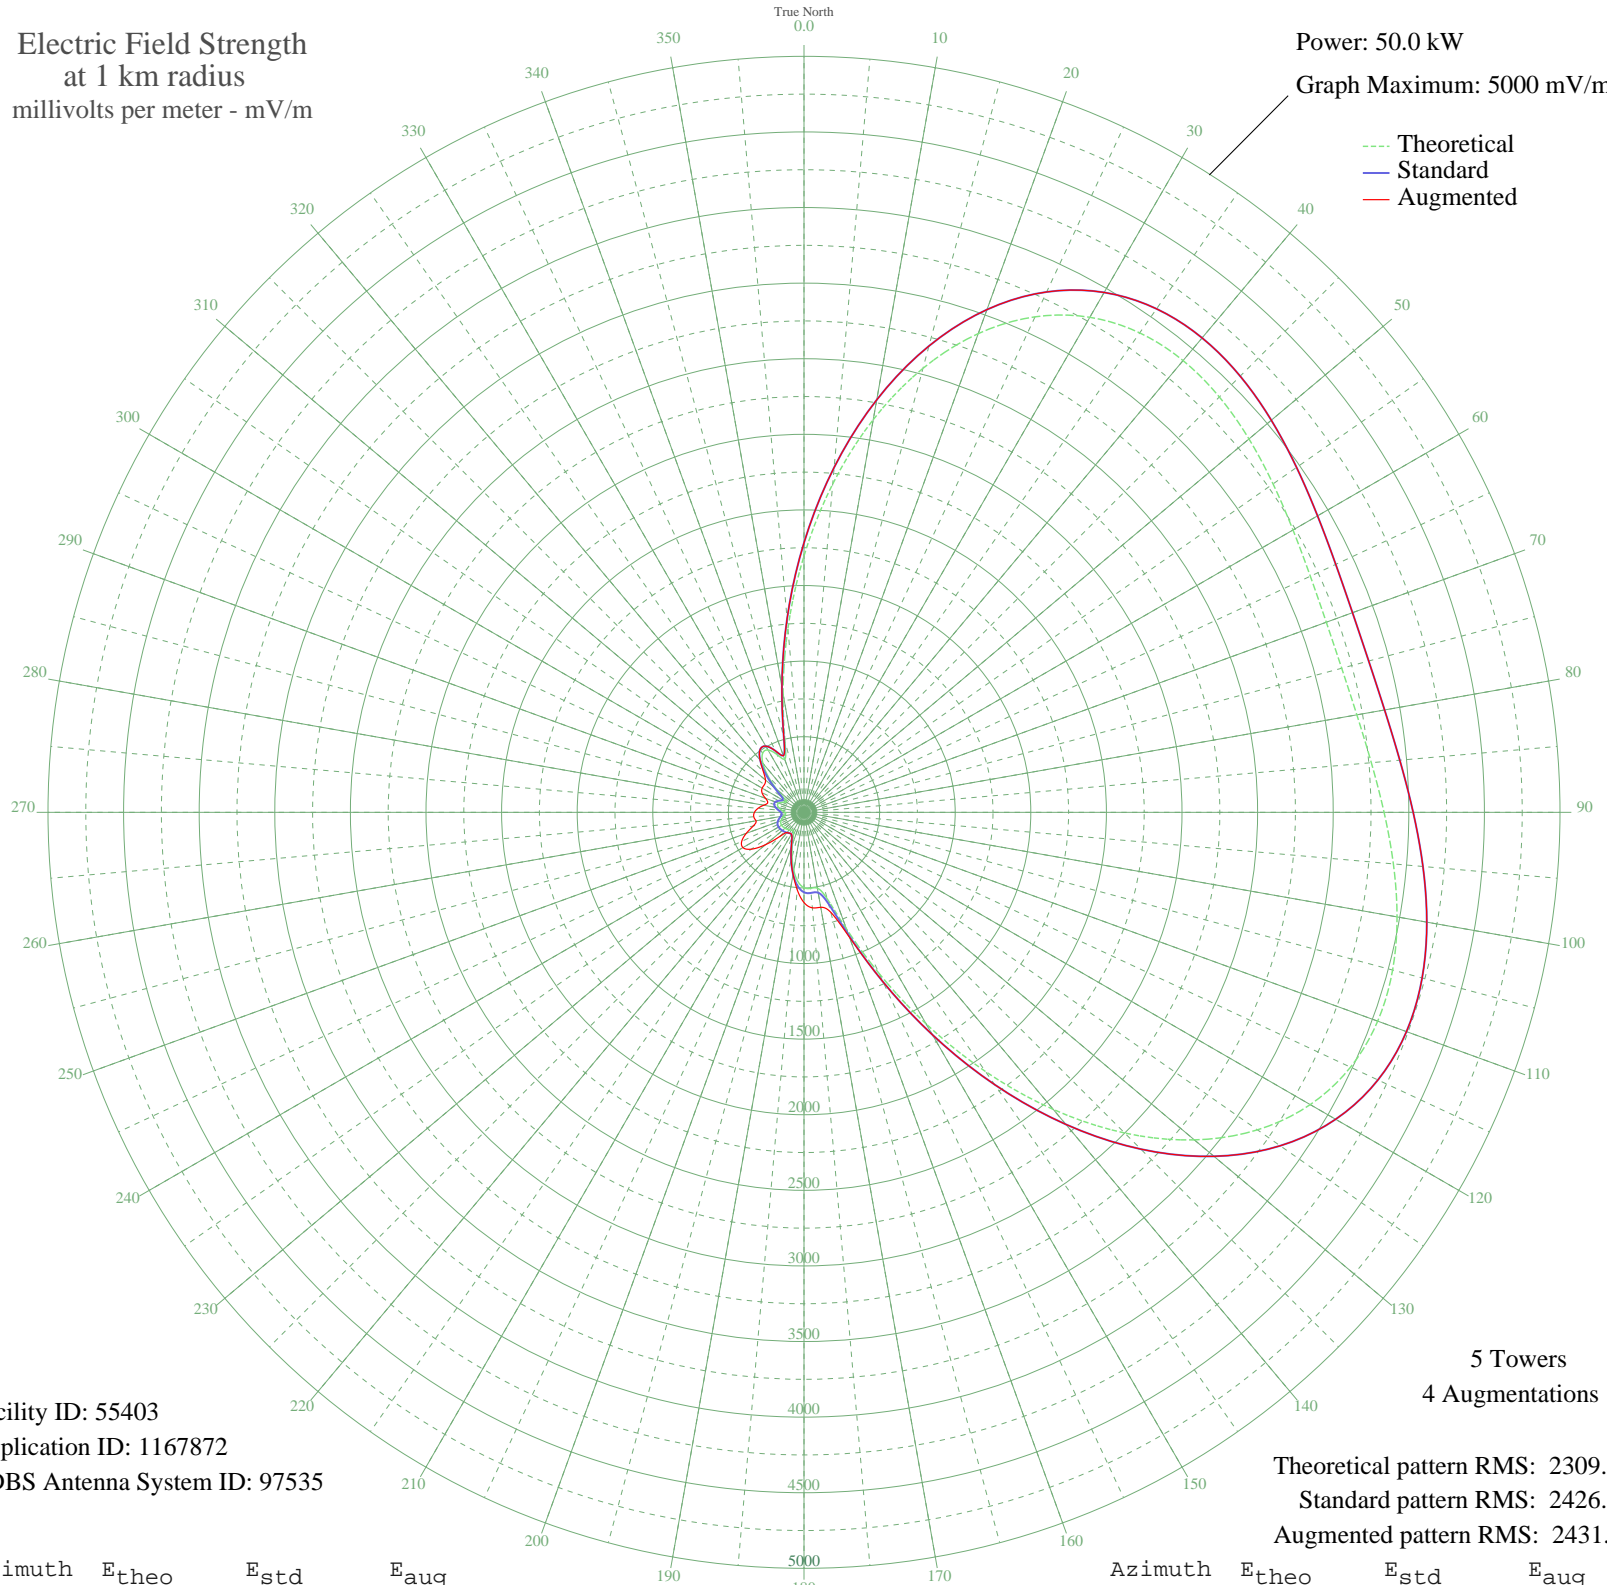 True North
0.0
Electric Field Strength
at 1 km radius
millivolts per meter - mV/m
Power: 50.0 kW
Graph Maximum: 5000 mV/m
Theoretical
Standard
Augmented
10
20
30
40
50
60
70
80
90
100
110
120
130
140
150
160
170
190
200
210
220
230
240
250
260
270
280
290
300
310
320
330
340
350
1000
1500
2000
2500
3000
3500
4000
4500
5000
5 Towers
4 Augmentations
cility ID: 55403
plication ID: 1167872
DBS Antenna System ID: 97535
Theoretical pattern RMS: 2309.
Standard pattern RMS: 2426.
Augmented pattern RMS: 2431.
imuth Etheo Estd Eaug
Azimuth Etheo Estd Eaug